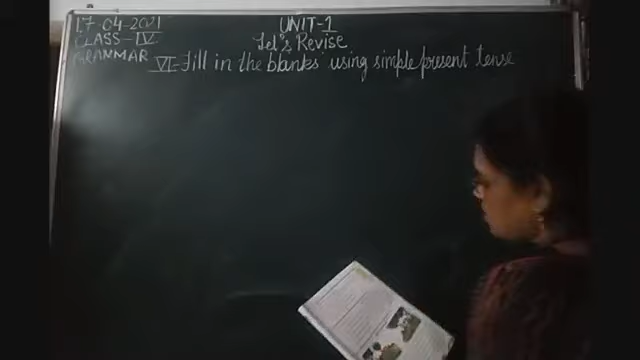 17-04-2021
UNIT-1
CLASS-IV
Let's Revise
GRAMMAR
VI-Fill in the blanks using simple present tense